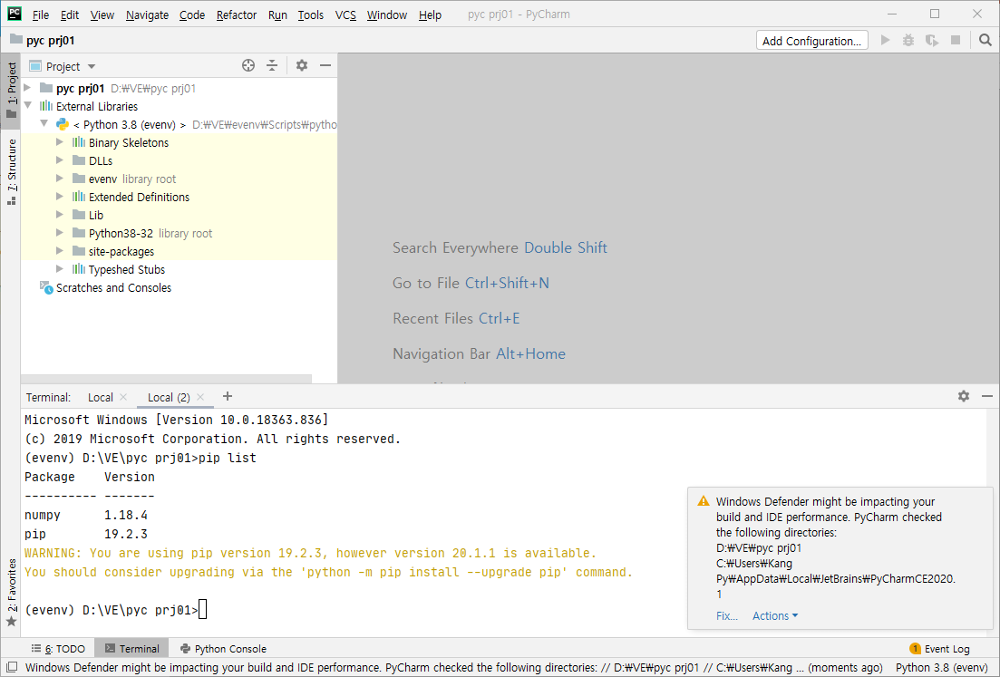 PC File Edit View Navigate Code Refactor Run Tools VCS Window Help pyc prj01 - PyCharm
pyc prj01 Add Configuration...
1: Project
Project
pyc prj01 D:₩VE₩pyc prj01
External Libraries
< Python 3.8 (evenv) > D:₩VE₩evenv₩Scripts₩pytho
Binary Skeletons
DLLs
evenv library root
Extended Definitions
Lib
Python38-32 library root
site-packages
Typeshed Stubs
Scratches and Consoles
7: Structure
Search Everywhere Double Shift
Go to File Ctrl+Shift+N
Recent Files Ctrl+E
Navigation Bar Alt+Home
Terminal: Local Local (2)
Microsoft Windows [Version 10.0.18363.836]
(c) 2019 Microsoft Corporation. All rights reserved.
(evenv) D:\VE\pyc prj01>pip list
Package Version
---------- -------
numpy 1.18.4
pip 19.2.3
WARNING: You are using pip version 19.2.3, however version 20.1.1 is available.
You should consider upgrading via the 'python -m pip install --upgrade pip' command.
(evenv) D:\VE\pyc prj01>
Windows Defender might be impacting your
build and IDE performance. PyCharm checked
the following directories:
D:₩VE₩pyc prj01
C:₩Users₩Kang
Py₩AppData₩Local₩JetBrains₩PyCharmCE2020.
1
Fix... Actions
2: Favorites
6: TODO Terminal Python Console 1 Event Log
Windows Defender might be impacting your build and IDE performance. PyCharm checked the following directories: // D:₩VE₩pyc prj01 // C:₩Users₩Kang ... (moments ago) Python 3.8 (evenv)